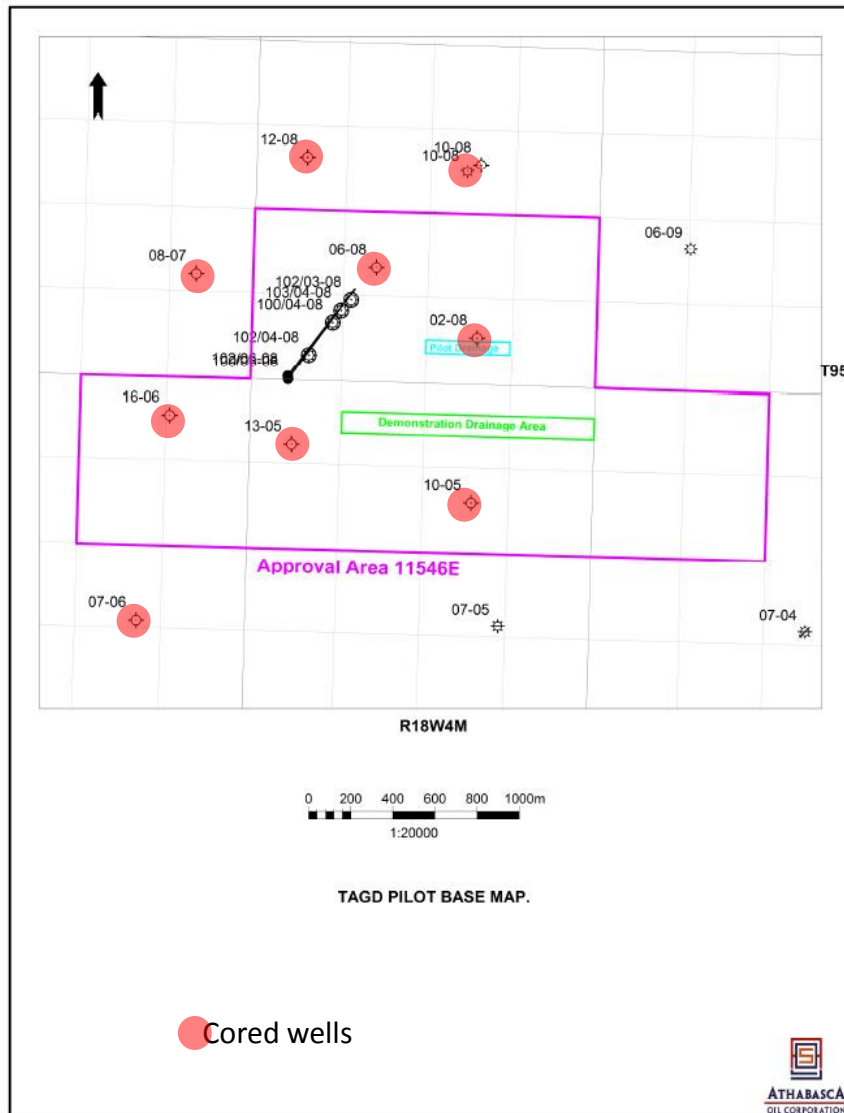 12-08
10-08
10-08
06-09
08-07
06-08
102/03-08
103/04-08
100/04-08
02-08
102/04-08
Pilot Drainage
T95
16-06
13-05
Demonstration Drainage Area
10-05
Approval Area 11546E
07-06
07-05
07-04
R18W4M
0 200 400 600 800 1000m
1:20000
TAGD PILOT BASE MAP.
Cored wells
ATHABASCA
OIL CORPORATION